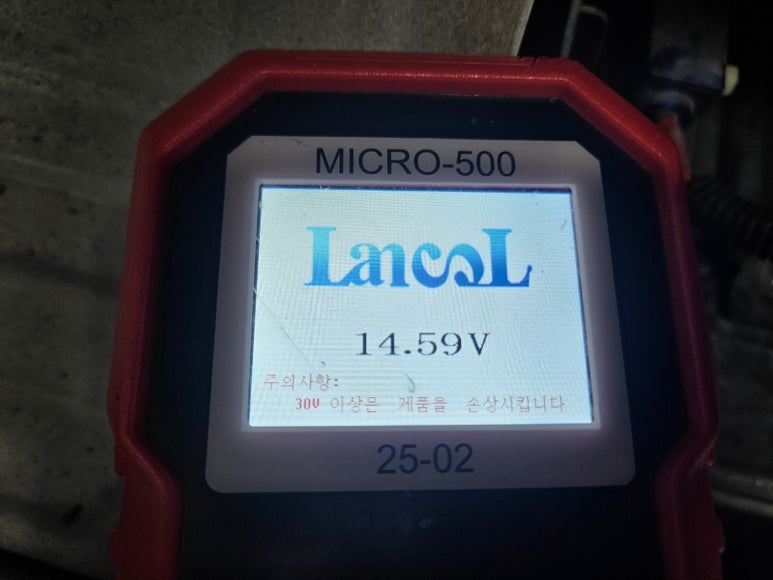 MICRO-500
LancoL
14.59V
주의사항:
30V 이상은 제품을 손상시킵니다
25-02